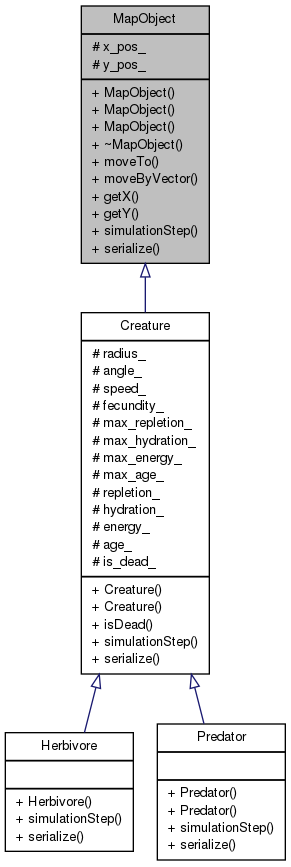 MapObject
# x_pos_
# y_pos_
+ MapObject()
+ MapObject()
+ MapObject()
+ ~MapObject()
+ moveTo()
+ moveByVector()
+ getX()
+ getY()
+ simulationStep()
+ serialize()
Creature
# radius_
# angle_
# speed_
# fecundity_
# max_repletion_
# max_hydration_
# max_energy_
# max_age_
# repletion_
# hydration_
# energy_
# age_
# is_dead_
+ Creature()
+ Creature()
+ isDead()
+ simulationStep()
+ serialize()
Herbivore
+ Herbivore()
+ simulationStep()
+ serialize()
Predator
+ Predator()
+ Predator()
+ simulationStep()
+ serialize()